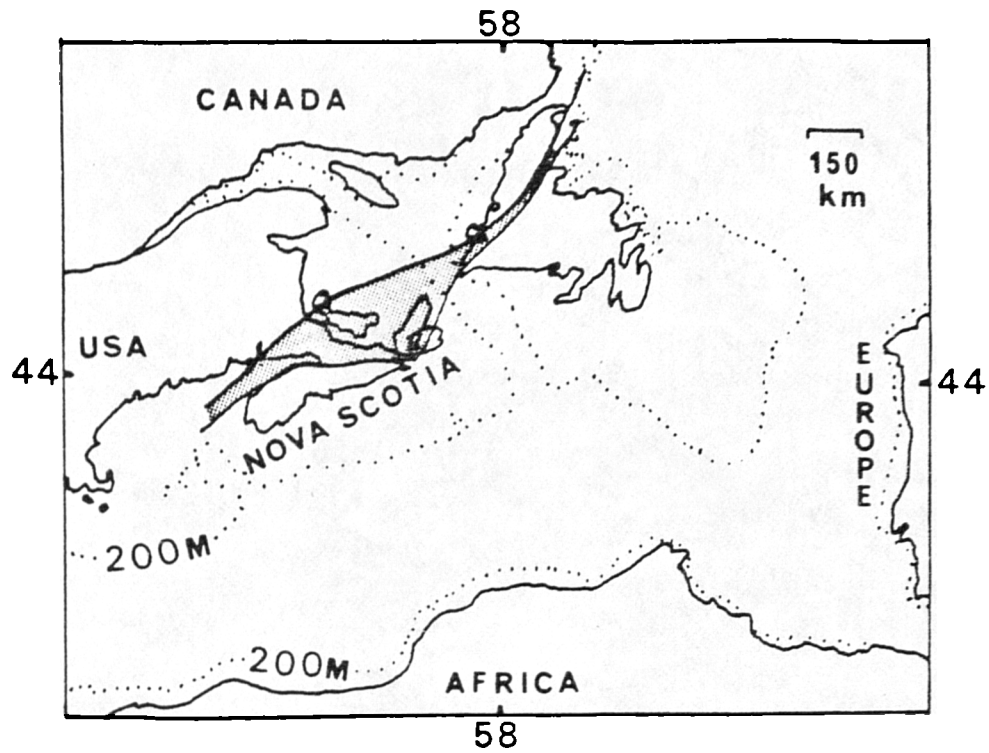 58
CANADA
150
km
USA
44
44
NOVA SCOTIA
EUROPE
200M
200M
AFRICA
58